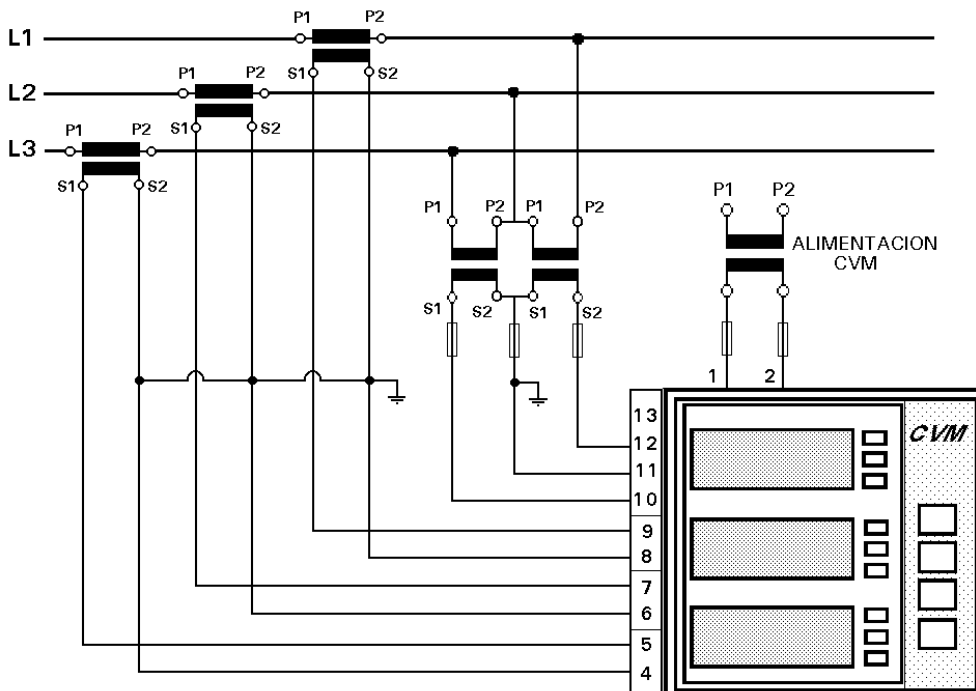 P1 P2
L1
S1 S2
P1 P2
L2
S1 S2
P1 P2
L3
S1 S2
P1 P2 P1 P2
S1 S2 S1 S2
P1 P2
ALIMENTACION
CVM
1 2
13
12
11
10
9
8
7
6
5
4
CVM